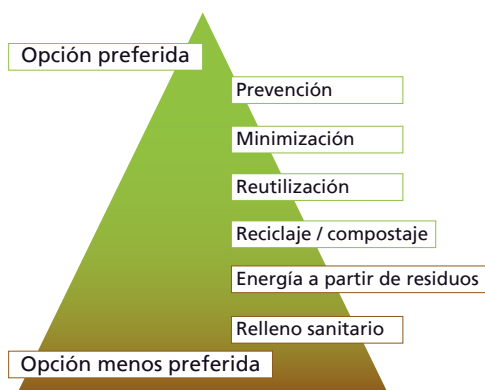 Opción preferida
Prevención
Minimización
Reutilización
Reciclaje / compostaje
Energía a partir de residuos
Relleno sanitario
Opción menos preferida